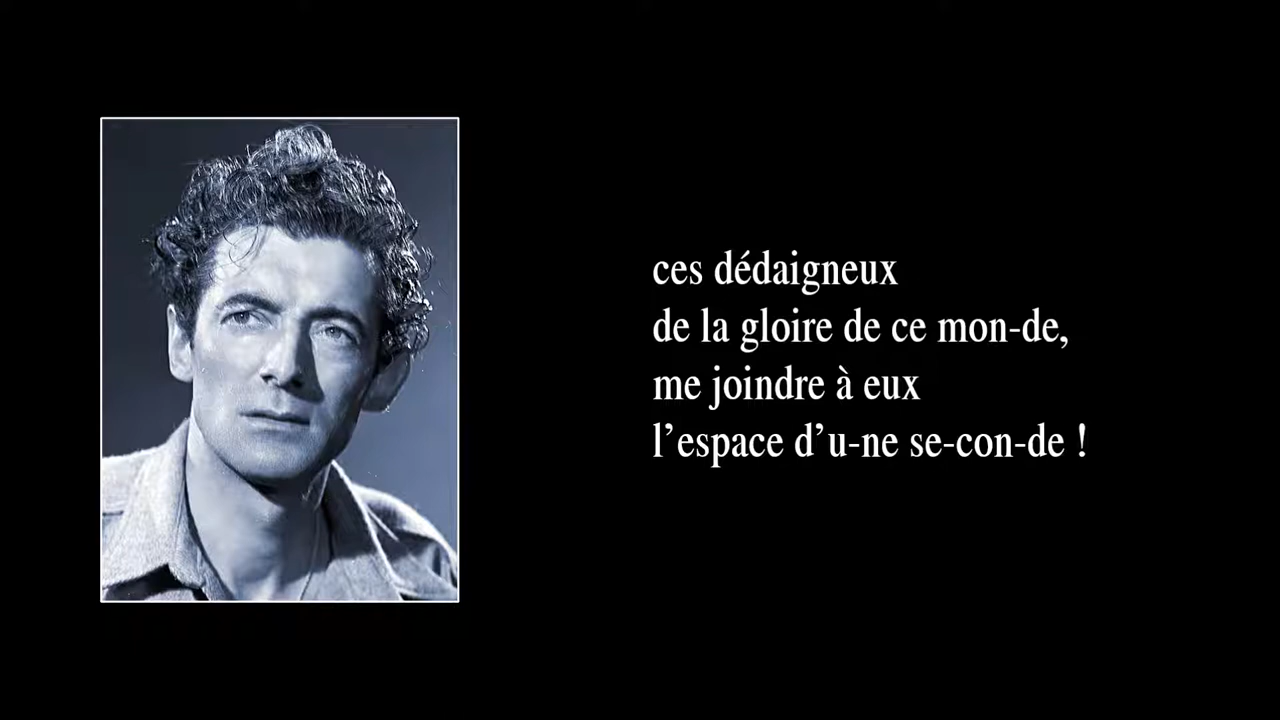 ces dédaigneux
de la gloire de ce mon-de,
me joindre à eux
l’espace d’u-ne se-con-de !